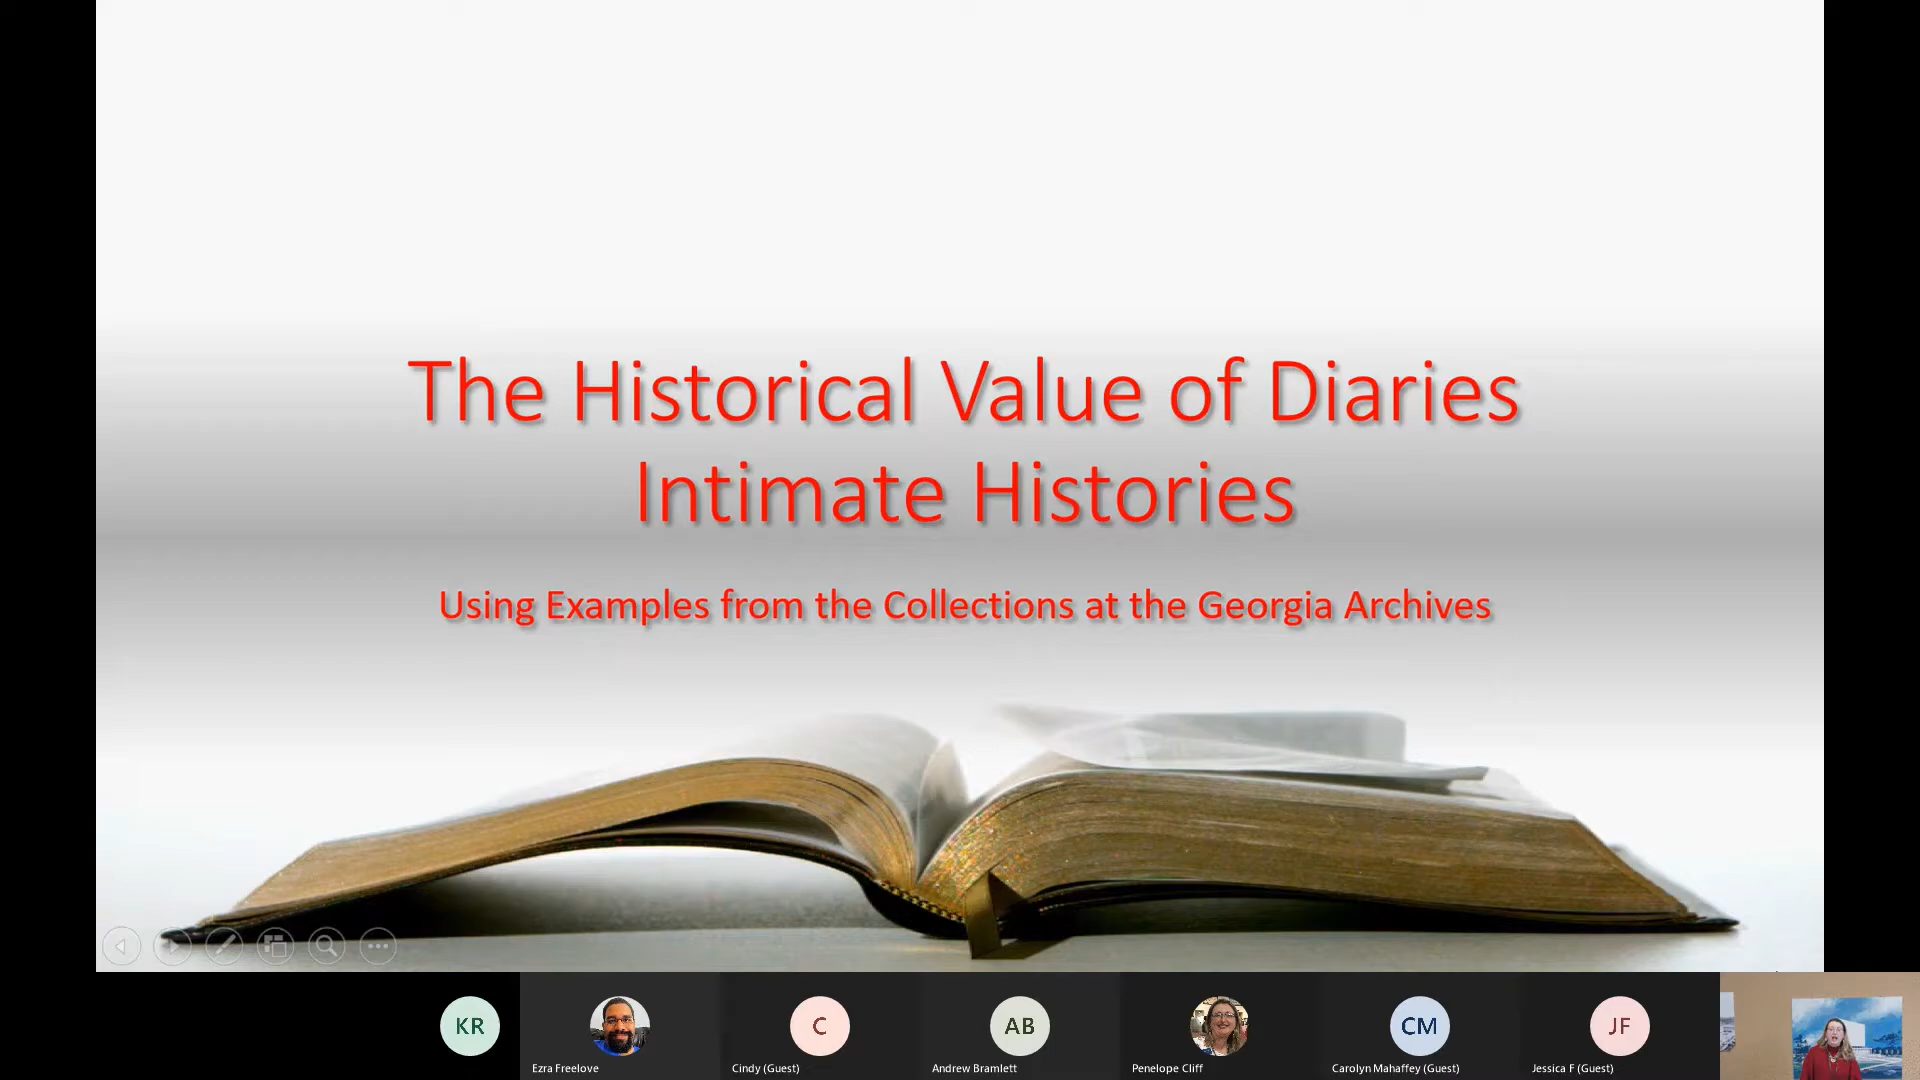 The Historical Value of Diaries
Intimate Histories
Using Examples from the Collections at the Georgia Archives
KR
C
AB
CM
JF
Ezra Freelove
Cindy (Guest)
Andrew Bramlett
Penelope Cliff
Carolyn Mahaffey (Guest)
Jessica F (Guest)